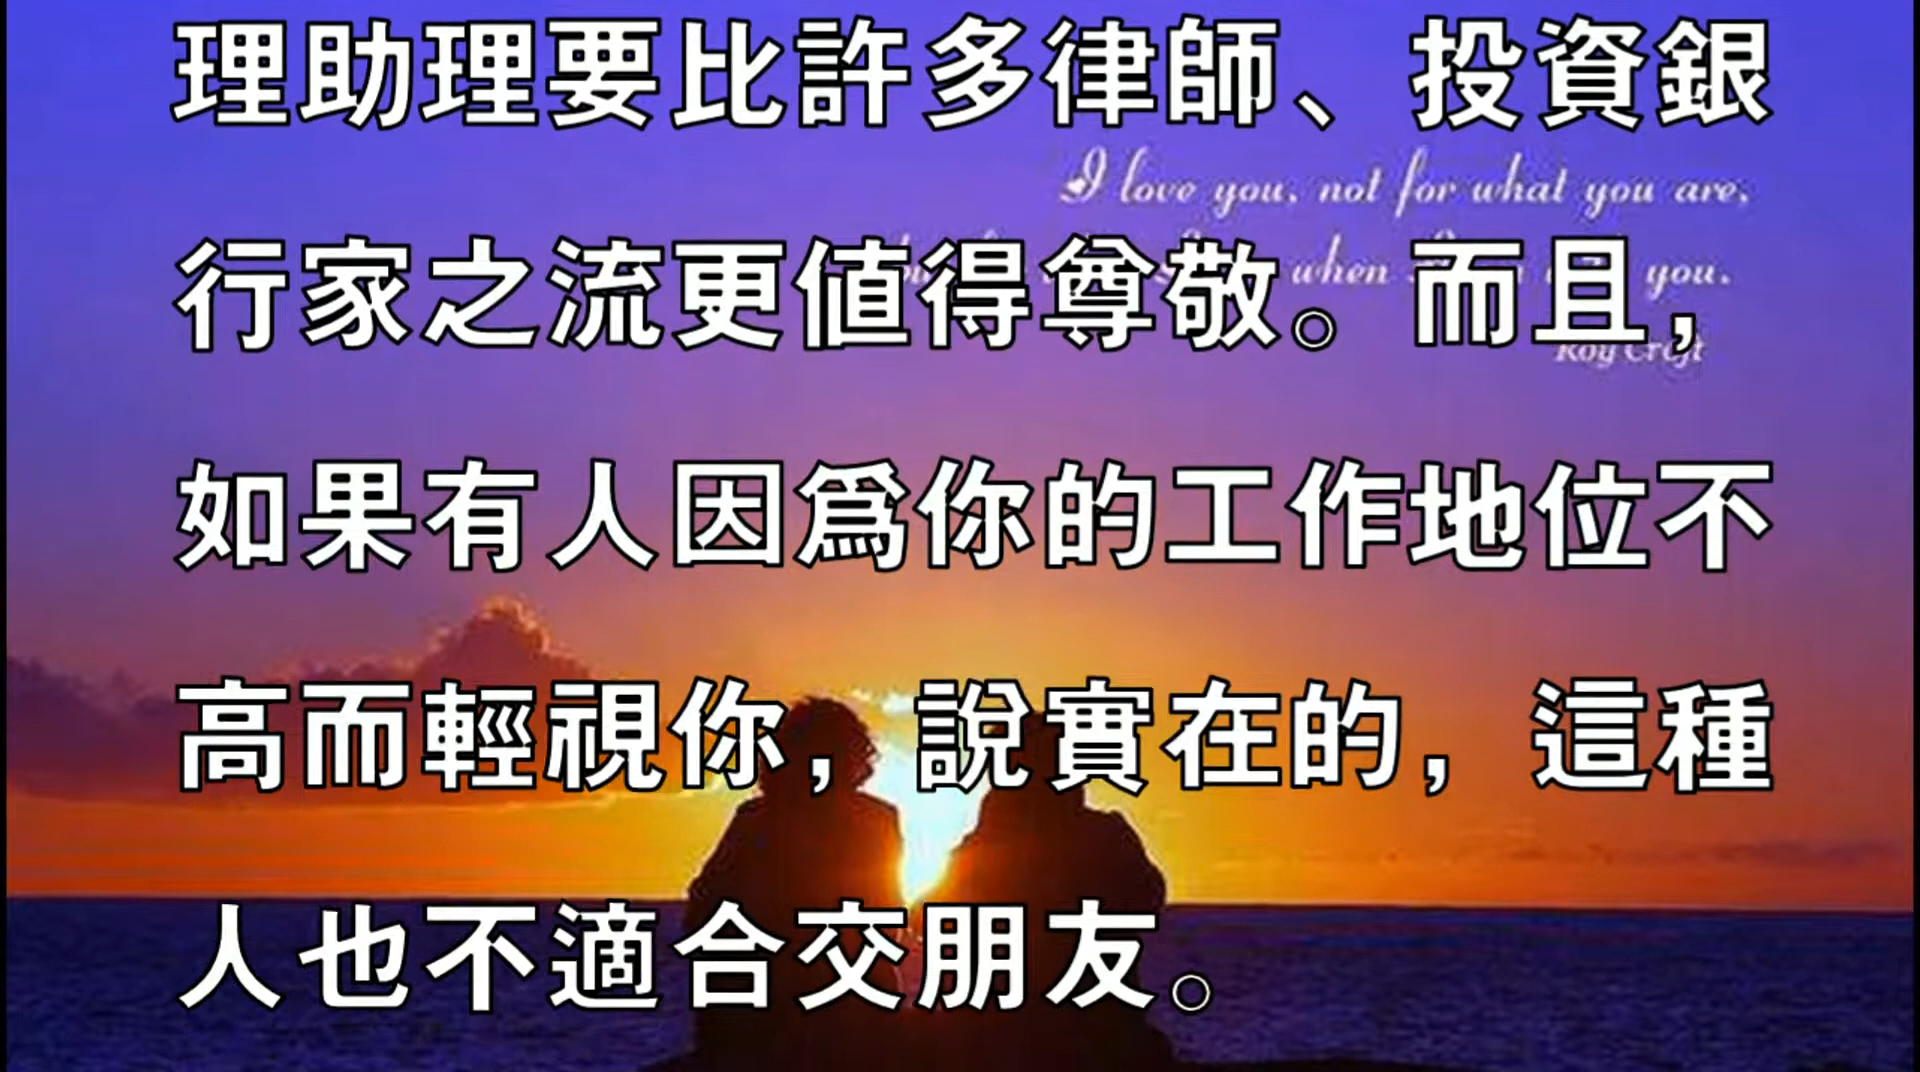 理助理要比許多律師、投資銀
I love you, not for what you are,
行家之流更值得尊敬。而且，
when you.
Roy Croft
如果有人因爲你的工作地位不
高而輕視你，說實在的，這種
人也不適合交朋友。